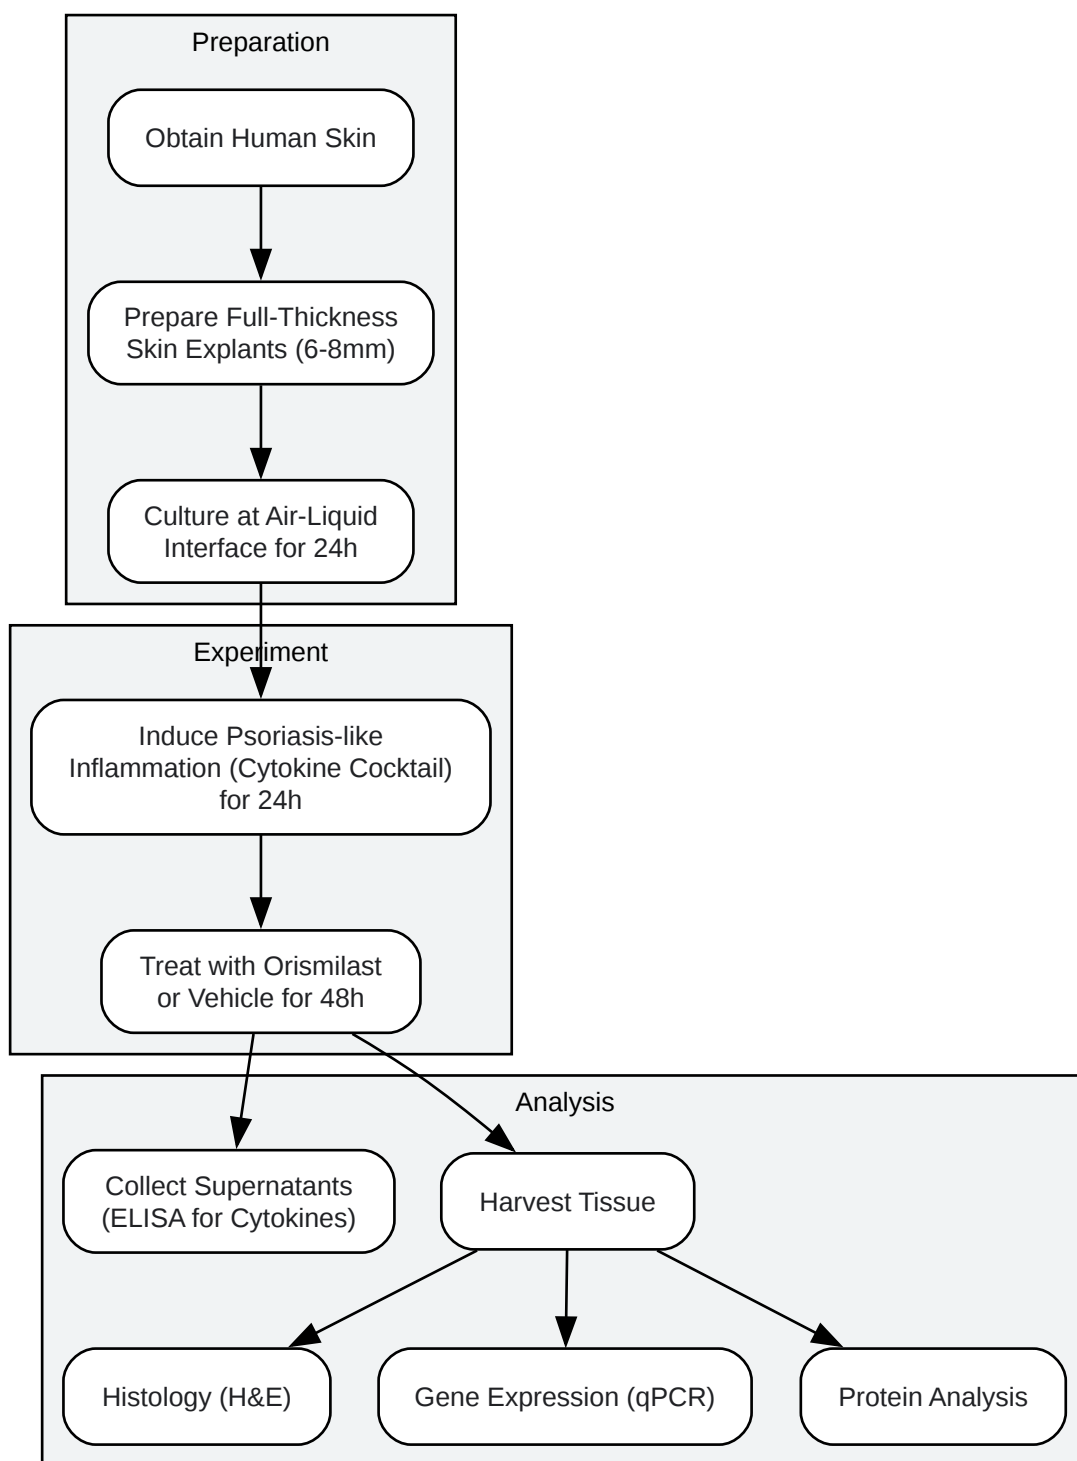 Preparation
Obtain Human Skin
Prepare Full-Thickness
Skin Explants (6-8mm)
Culture at Air-Liquid
Interface for 24h
Experiment
Induce Psoriasis-like
Inflammation (Cytokine Cocktail)
for 24h
Treat with Orismilast
or Vehicle for 48h
Analysis
Collect Supernatants
(ELISA for Cytokines)
Harvest Tissue
Histology (H&E)
Gene Expression (qPCR)
Protein Analysis